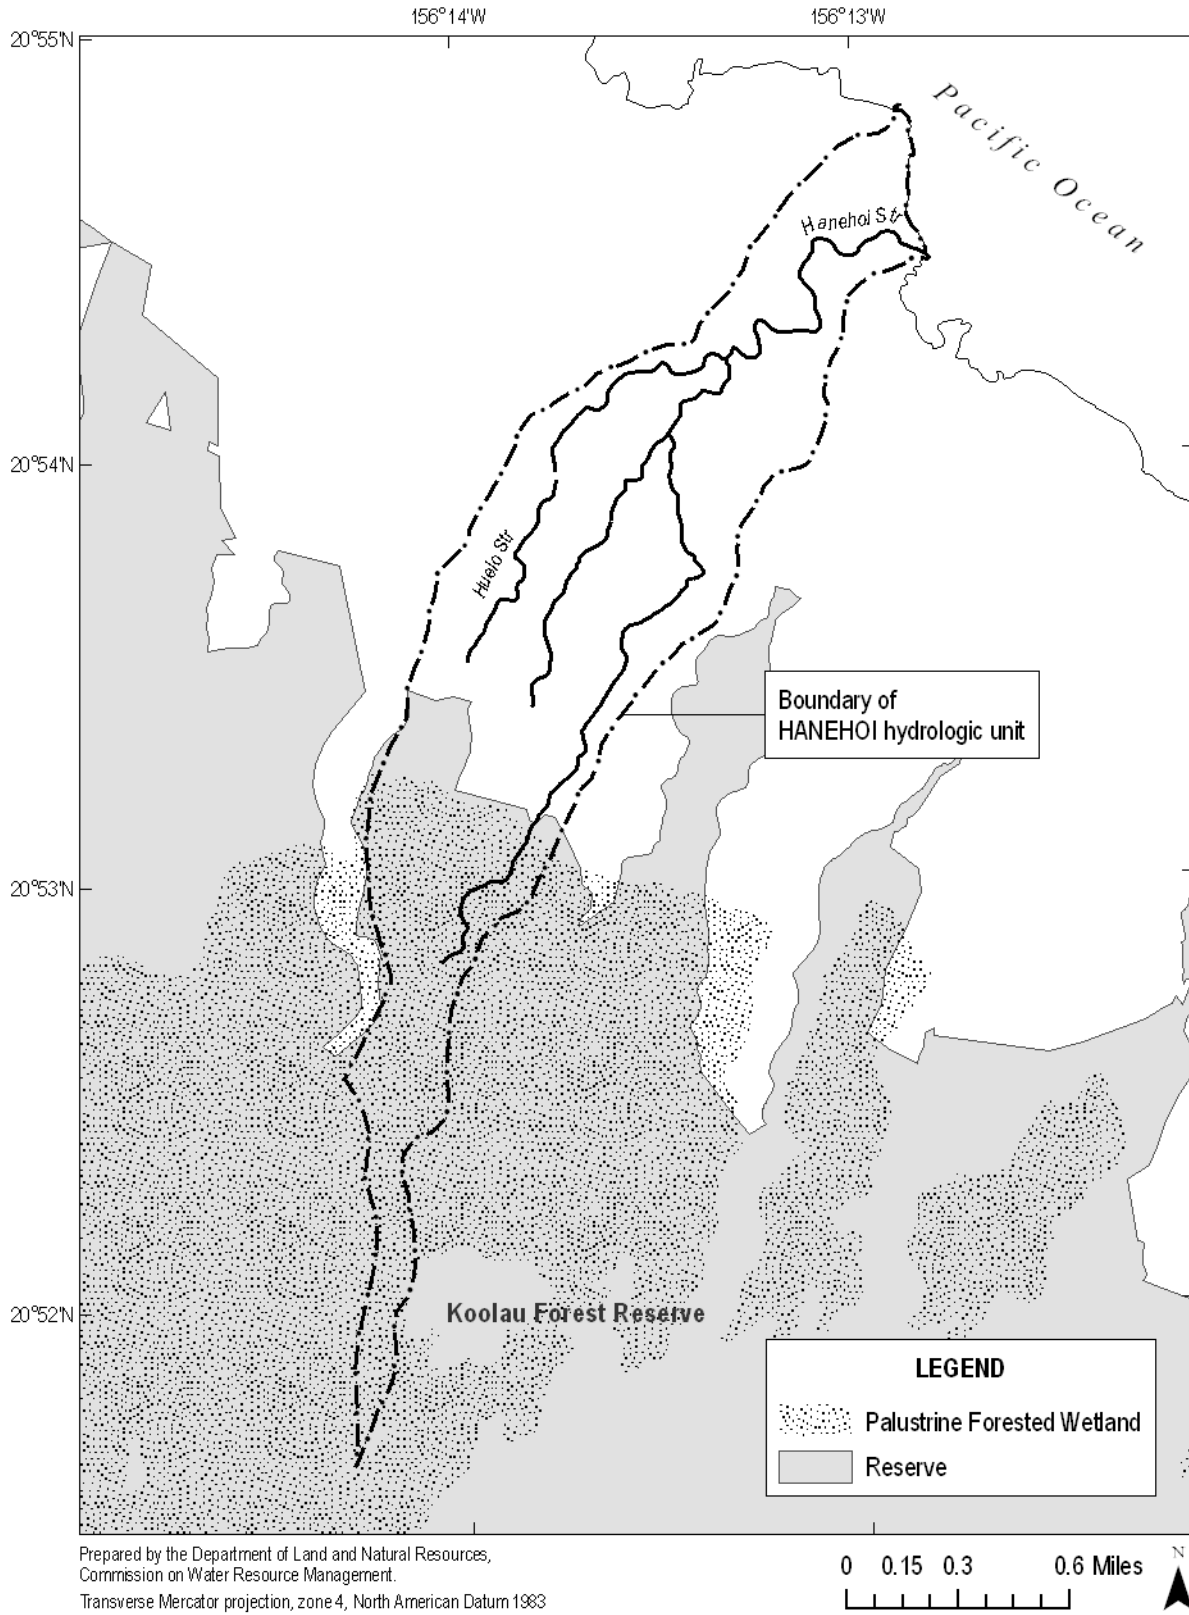 156°14'W
156°13'W
20°55'N
Pacific Ocean
Hanehoi Str
20°54'N
Huelo Str
Boundary of
HANEHOI hydrologic unit
20°53'N
20°52'N
Koolau Forest Reserve
LEGEND
Palustrine Forested Wetland
Reserve
Prepared by the Department of Land and Natural Resources,
Commission on Water Resource Management.
Transverse Mercator projection, zone 4, North American Datum 1983
0 0.15 0.3 0.6 Miles
N